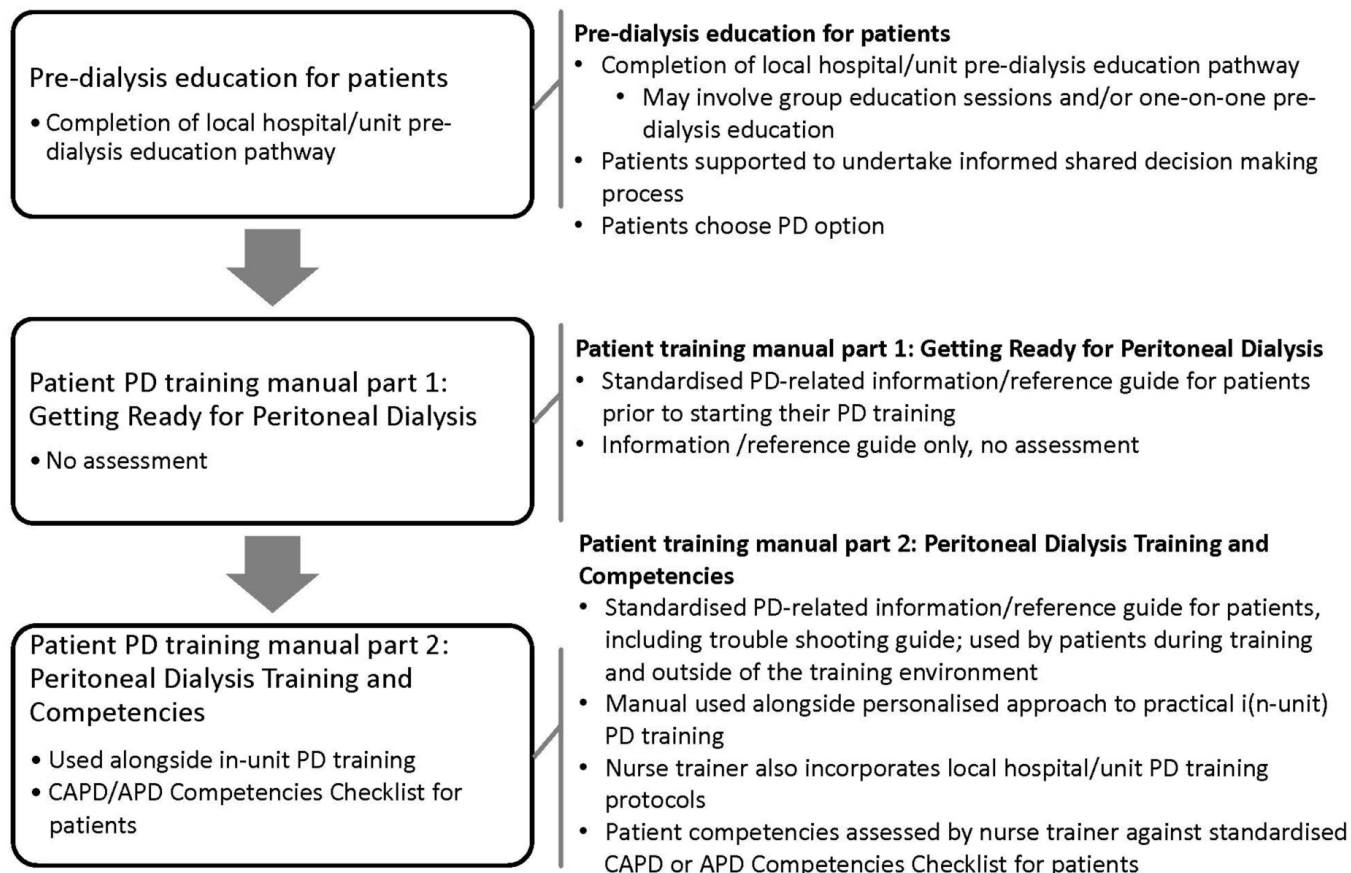 Pre-dialysis education for patients
• Completion of local hospital/unit pre-
dialysis education pathway
Pre-dialysis education for patients
• Completion of local hospital/unit pre-dialysis education pathway
• May involve group education sessions and/or one-on-one pre-
dialysis education
• Patients supported to undertake informed shared decision making
process
• Patients choose PD option
Patient PD training manual part 1:
Getting Ready for Peritoneal Dialysis
• No assessment
Patient training manual part 1: Getting Ready for Peritoneal Dialysis
• Standardised PD-related information/reference guide for patients
prior to starting their PD training
• Information /reference guide only, no assessment
Patient PD training manual part 2:
Peritoneal Dialysis Training and
Competencies
• Used alongside in-unit PD training
• CAPD/APD Competencies Checklist for
patients
Patient training manual part 2: Peritoneal Dialysis Training and
Competencies
• Standardised PD-related information/reference guide for patients,
including trouble shooting guide; used by patients during training
and outside of the training environment
• Manual used alongside personalised approach to practical i(n-unit)
PD training
• Nurse trainer also incorporates local hospital/unit PD training
protocols
• Patient competencies assessed by nurse trainer against standardised
CAPD or APD Competencies Checklist for patients